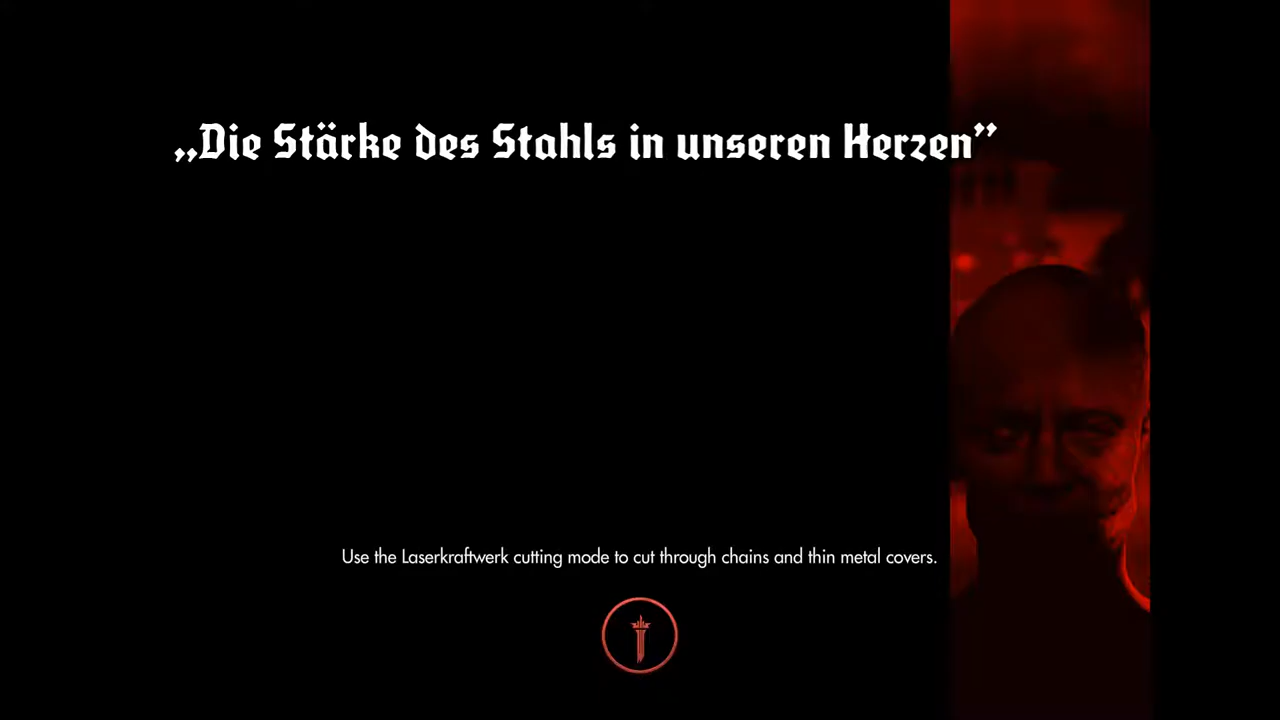 „Die Stärke des Stahls in unseren Herzen”
Use the Laserkraftwerk cutting mode to cut through chains and thin metal covers.